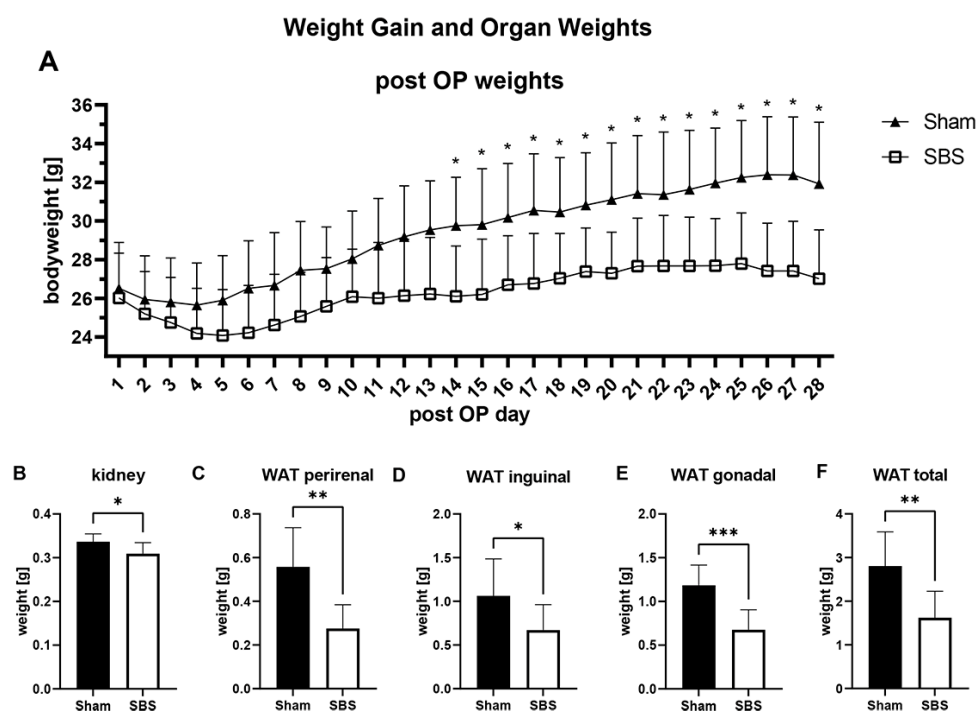 Weight Gain and Organ Weights
A
post OP weights
bodyweight [g]
36
34
32
30
28
26
24
* * * * * * * * * * * * * * *
Sham
SBS
1 2 3 4 5 6 7 8 9 10 11 12 13 14 15 16 17 18 19 20 21 22 23 24 25 26 27 28
post OP day
B
kidney
*
weight [g]
0.4
0.3
0.2
0.1
0.0
Sham SBS
C
WAT perirenal
**
weight [g]
0.8
0.6
0.4
0.2
0.0
Sham SBS
D
WAT inguinal
*
weight [g]
2.0
1.5
1.0
0.5
0.0
Sham SBS
E
WAT gonadal
***
weight [g]
2.0
1.5
1.0
0.5
0.0
Sham SBS
F
WAT total
**
weight [g]
4
3
2
1
0
Sham SBS